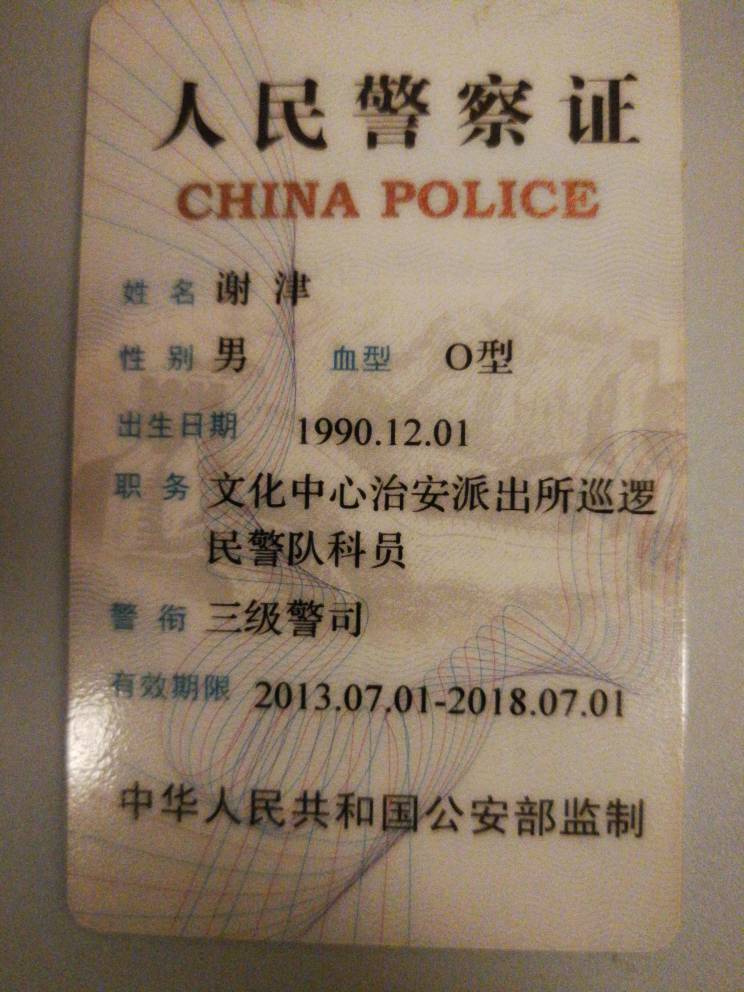 人民警察证
CHINA POLICE
姓名 谢津
性别 男 血型 O型
出生日期 1990.12.01
职务 文化中心治安派出所巡逻
民警队科员
警衔 三级警司
有效期限 2013.07.01-2018.07.01
中华人民共和国公安部监制